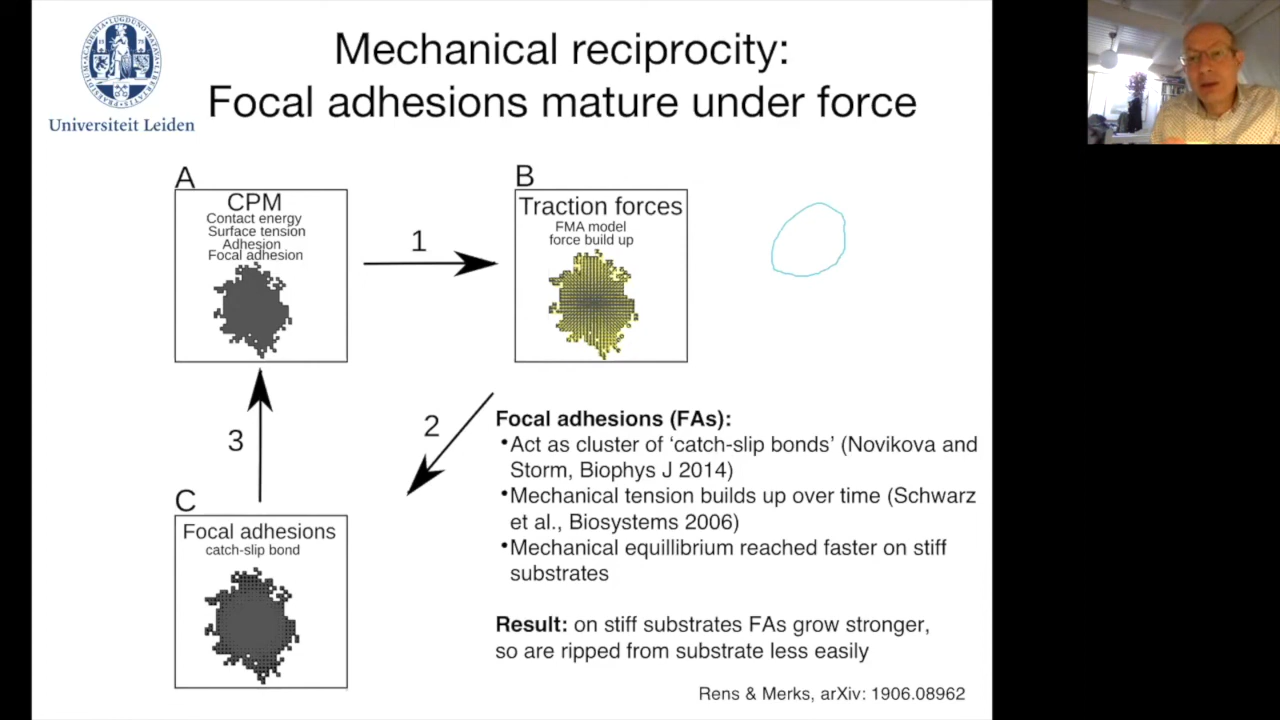 Mechanical reciprocity:
Focal adhesions mature under force
Universiteit Leiden
A
CPM
Contact energy
Surface tension
Adhesion
Focal adhesion
1
B
Traction forces
FMA model
force build up
2
3
C
Focal adhesions
catch-slip bond
Focal adhesions (FAs):
•Act as cluster of ‘catch-slip bonds’ (Novikova and
Storm, Biophys J 2014)
•Mechanical tension builds up over time (Schwarz
et al., Biosystems 2006)
•Mechanical equillibrium reached faster on stiff
substrates
Result: on stiff substrates FAs grow stronger,
so are ripped from substrate less easily
Rens & Merks, arXiv: 1906.08962